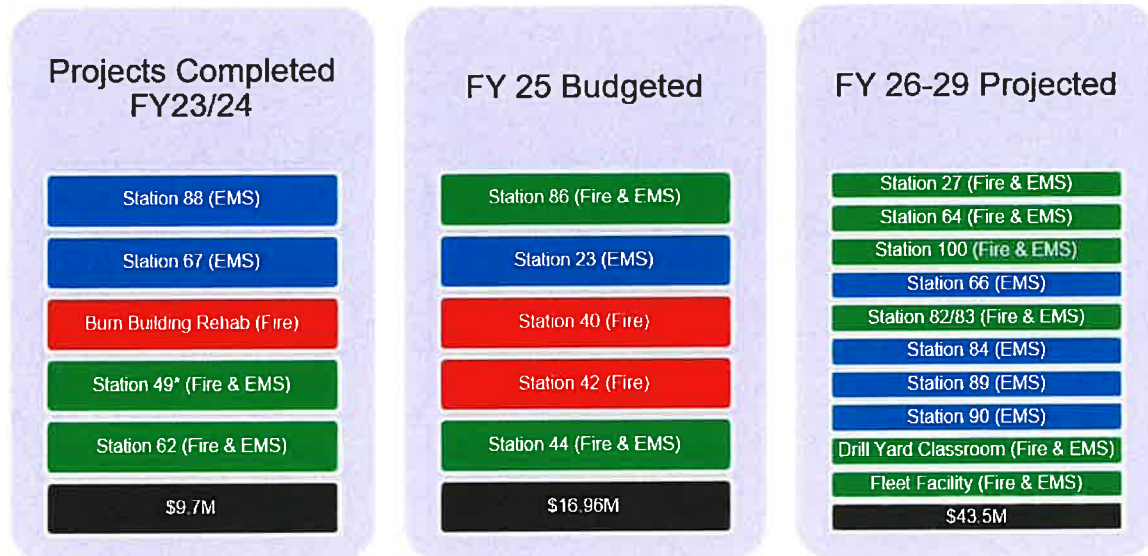 Projects Completed
FY23/24
Station 88 (EMS)
Station 67 (EMS)
Burn Building Rehab (Fire)
Station 49* (Fire & EMS)
Station 62 (Fire & EMS)
$9.7M
FY 25 Budgeted
Station 86 (Fire & EMS)
Station 23 (EMS)
Station 40 (Fire)
Station 42 (Fire)
Station 44 (Fire & EMS)
$16.96M
FY 26-29 Projected
Station 27 (Fire & EMS)
Station 64 (Fire & EMS)
Station 100 (Fire & EMS)
Station 66 (EMS)
Station 82/83 (Fire & EMS)
Station 84 (EMS)
Station 89 (EMS)
Station 90 (EMS)
Drill Yard Classroom (Fire & EMS)
Fleet Facility (Fire & EMS)
$43.5M